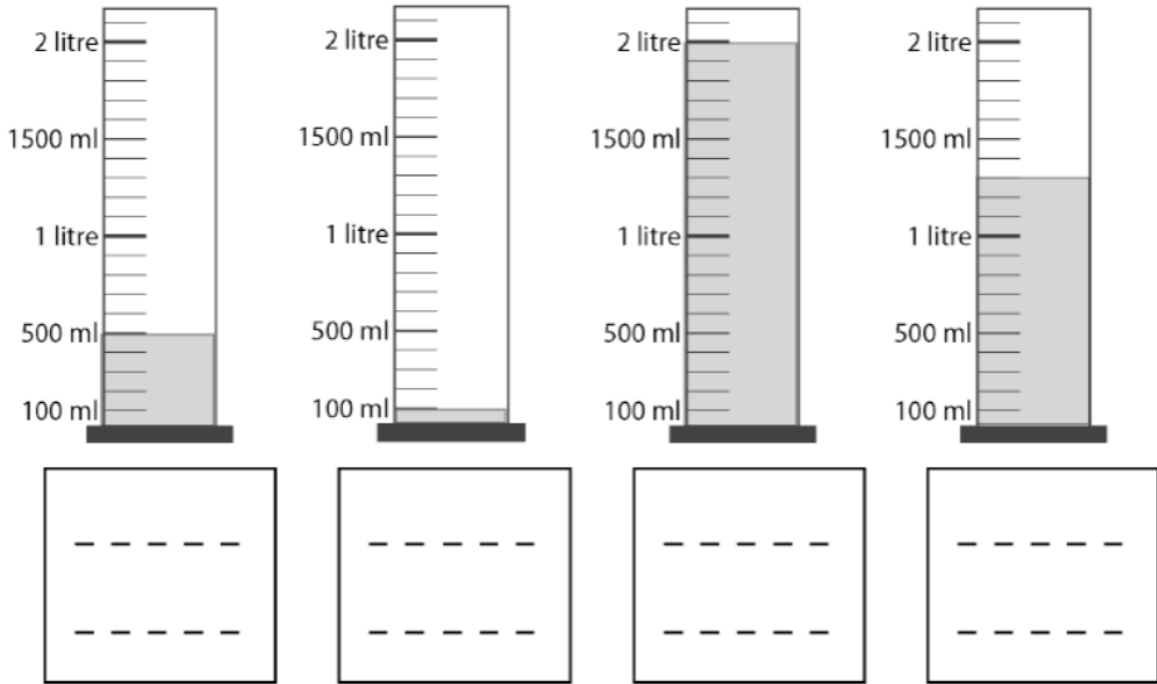 2 litre 2 litre 2 litre 2 litre
1500 ml 1500 ml 1500 ml 1500 ml
1 litre 1 litre 1 litre 1 litre
500 ml 500 ml 500 ml 500 ml
100 ml 100 ml 100 ml 100 ml